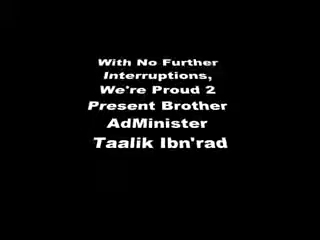 With No Further
Interruptions,
We're Proud 2
Present Brother
AdMinister
Taalik Ibn'rad